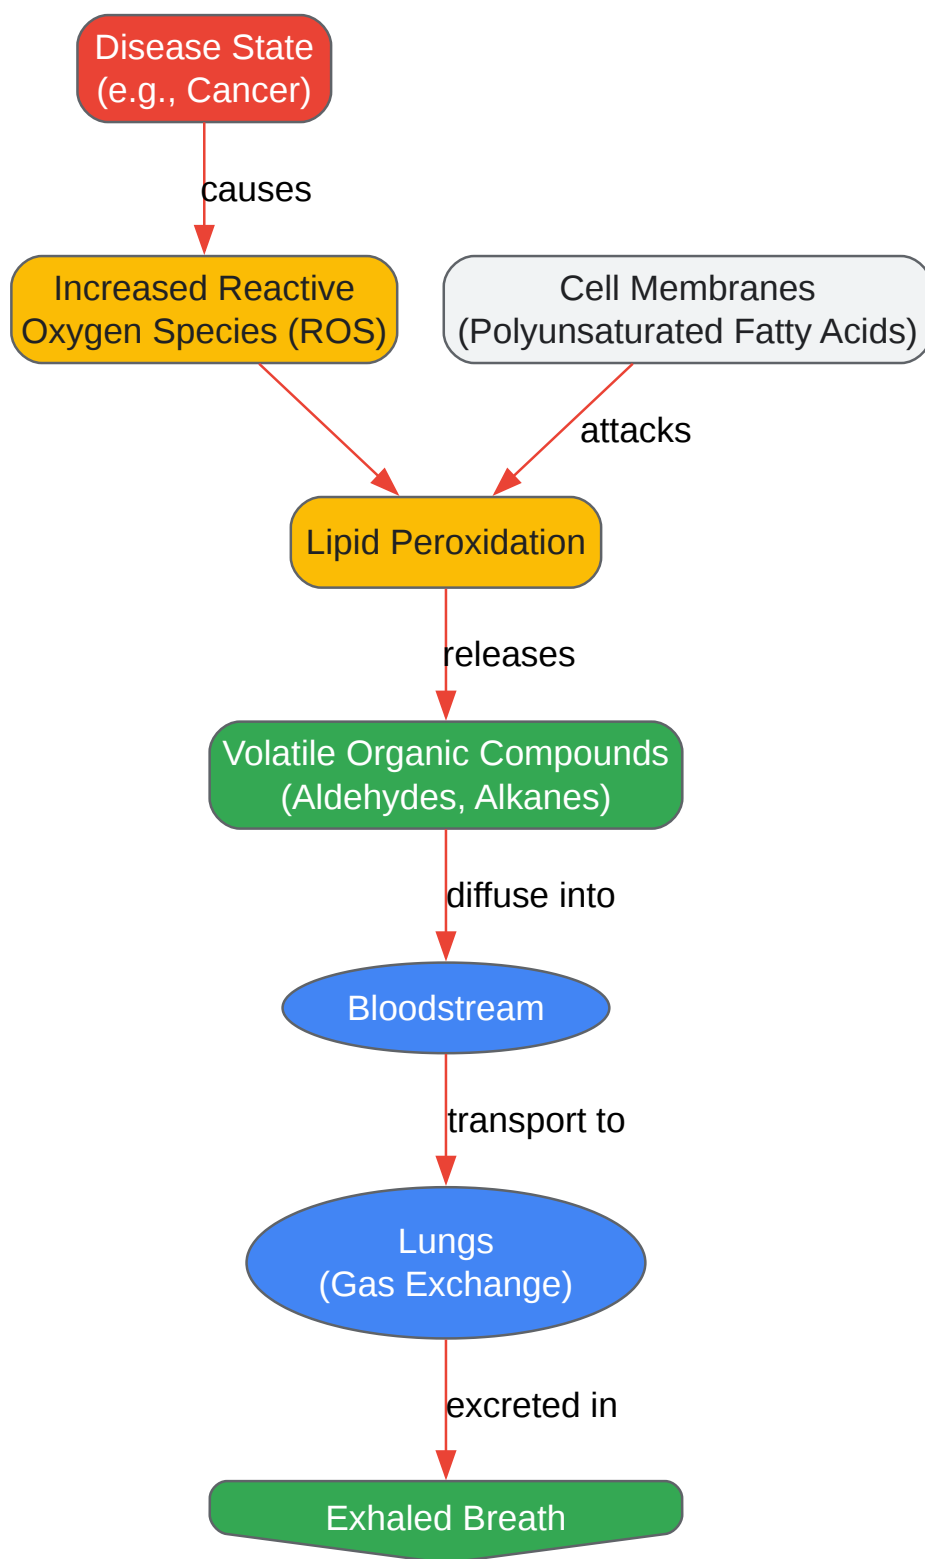 Disease State
(e.g., Cancer)
causes
Increased Reactive
Oxygen Species (ROS)
Cell Membranes
(Polyunsaturated Fatty Acids)
attacks
Lipid Peroxidation
releases
Volatile Organic Compounds
(Aldehydes, Alkanes)
diffuse into
Bloodstream
transport to
Lungs
(Gas Exchange)
excreted in
Exhaled Breath